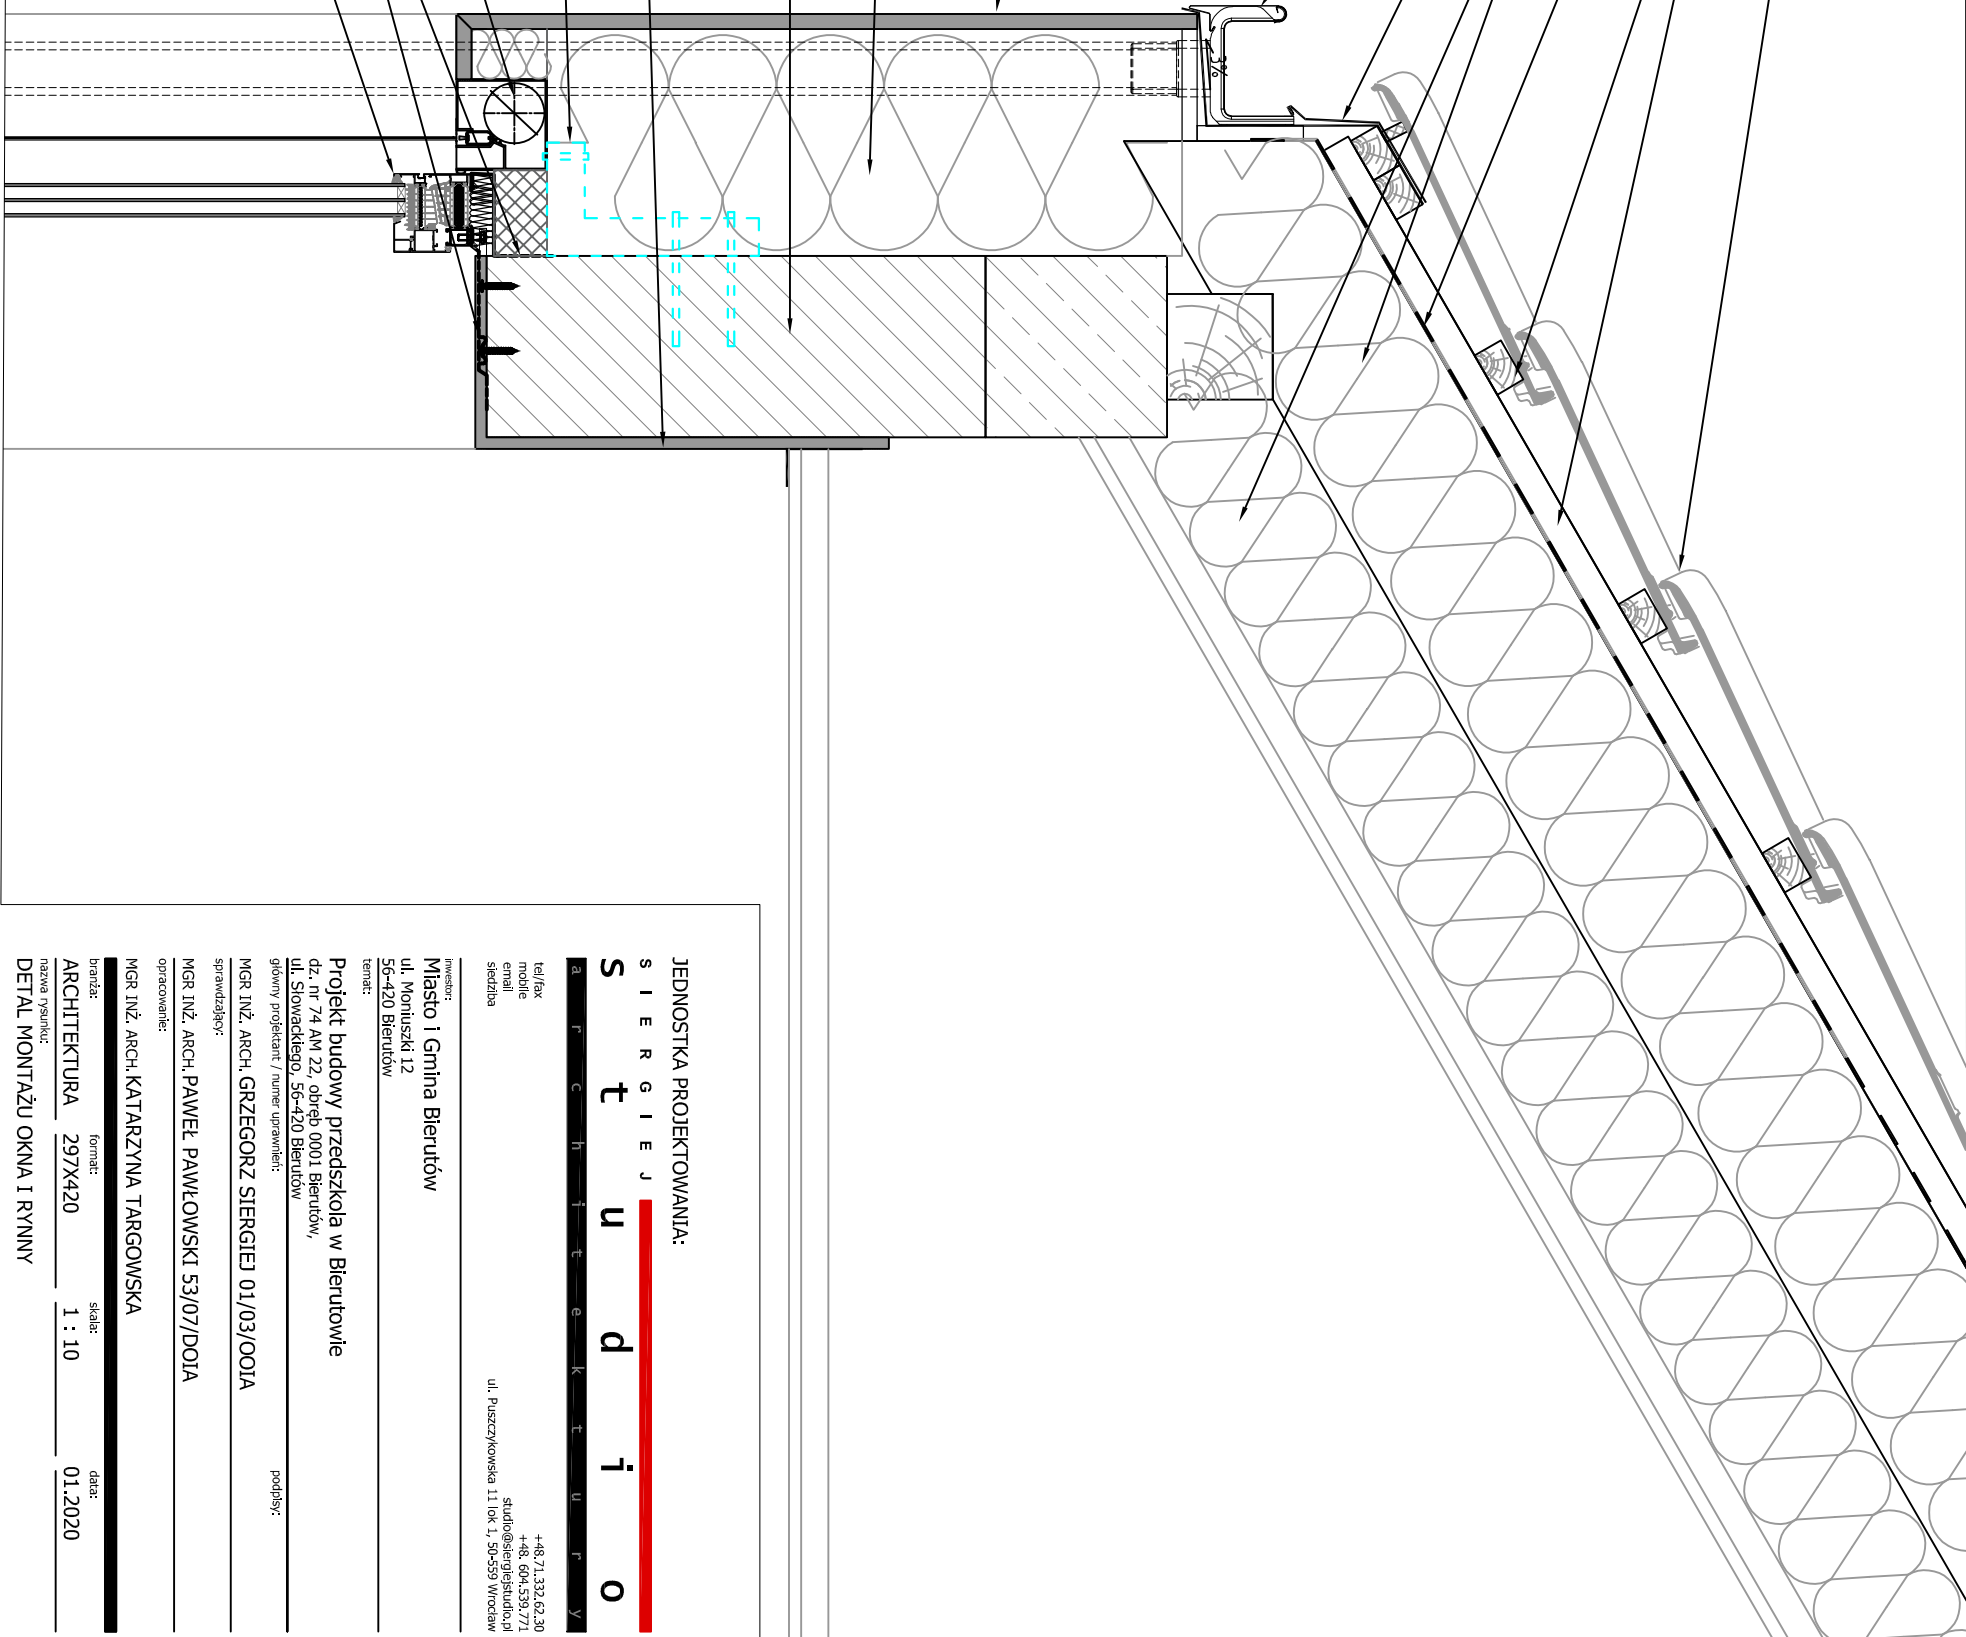 3%
JEDNOSTKA PROJEKTOWANIA:
SIERGIEJ
studio
architektury
tel/fax +48.71.332.62.30
mobile +48. 604.539.771
email studio@siergiejstudio.pl
siedziba ul. Puszczykowska 11 lok 1, 50-559 Wrocław
inwestor:
Miasto i Gmina Bierutów
ul. Moniuszki 12
56-420 Bierutów
temat:
Projekt budowy przedszkola w Bierutowie
dz. nr 74 AM 22, obręb 0001 Bierutów,
ul. Słowackiego, 56-420 Bierutów
główny projektant / numer uprawnień: podpisy:
MGR INŻ. ARCH. GRZEGORZ SIERGIEJ 01/03/OOIA
sprawdzający:
MGR INŻ. ARCH. PAWEŁ PAWŁOWSKI 53/07/DOIA
opracowanie:
MGR INŻ. ARCH. KATARZYNA TARGOWSKA
branża: format: skala: data:
ARCHITEKTURA 297X420 1 : 10 01.2020
nazwa rysunku:
DETAL MONTAŻU OKNA I RYNNY